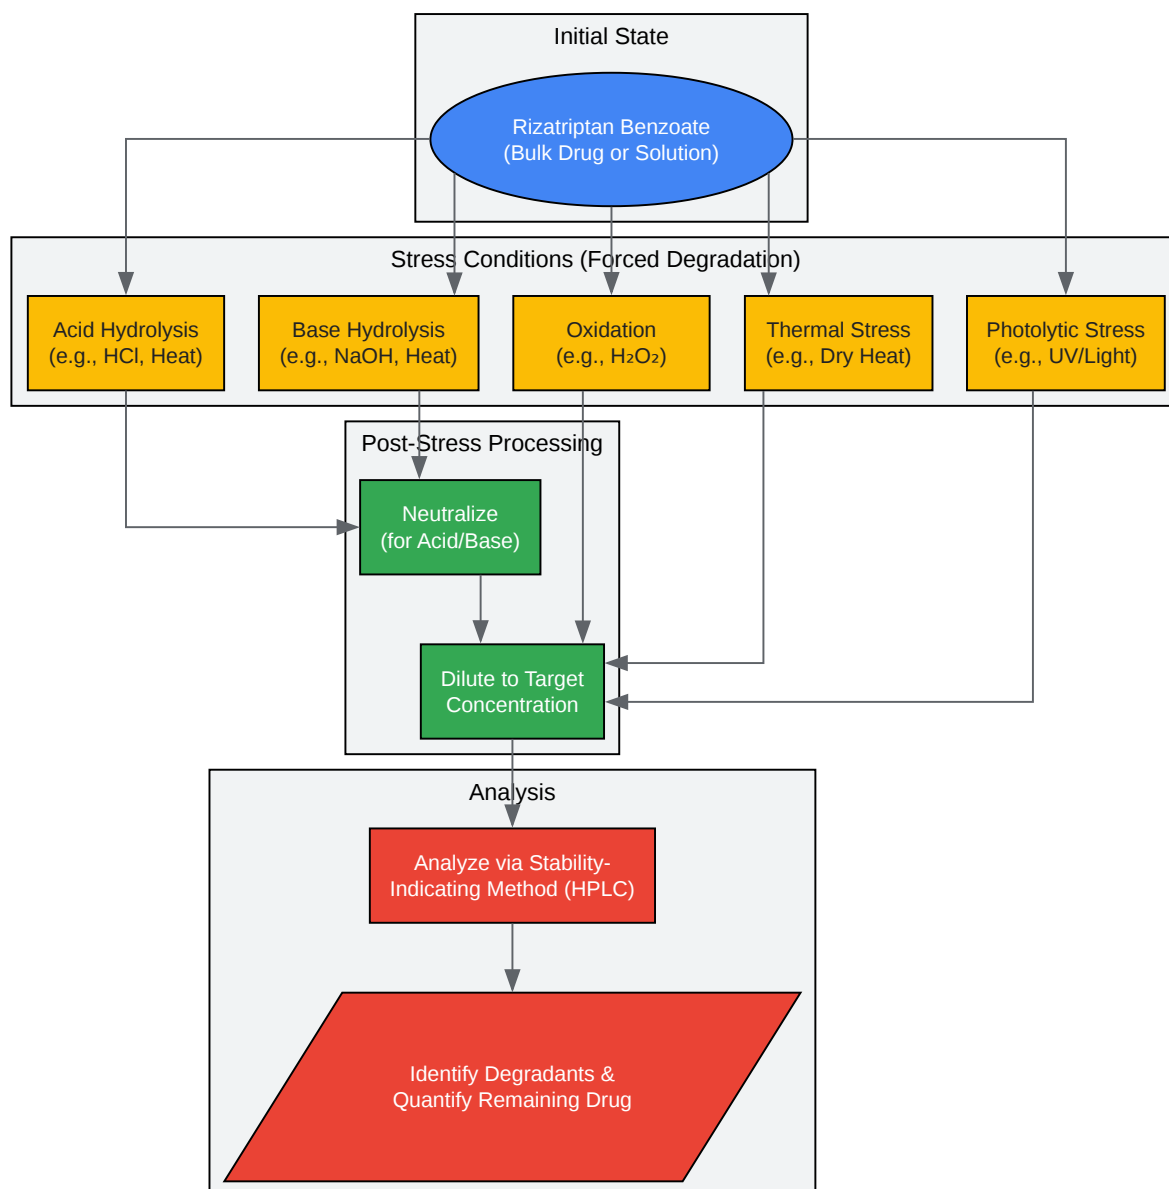 Initial State
Rizatriptan Benzoate
(Bulk Drug or Solution)
Stress Conditions (Forced Degradation)
Acid Hydrolysis
(e.g., HCl, Heat)
Base Hydrolysis
(e.g., NaOH, Heat)
Oxidation
(e.g., H₂O₂)
Thermal Stress
(e.g., Dry Heat)
Photolytic Stress
(e.g., UV/Light)
Post-Stress Processing
Neutralize
(for Acid/Base)
Dilute to Target
Concentration
Analysis
Analyze via Stability-
Indicating Method (HPLC)
Identify Degradants &
Quantify Remaining Drug